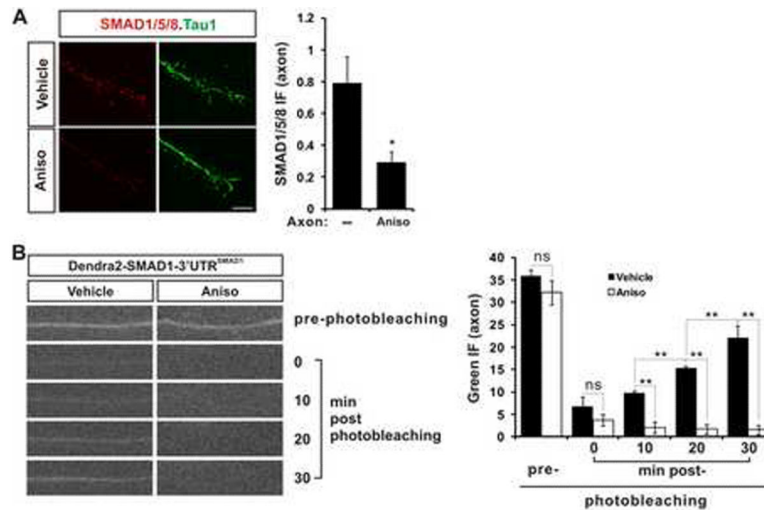 A
SMAD1/5/8.Tau1
Vehicle
Aniso
SMAD1/5/8 IF (axon)
1.2
1
0.8
0.6
0.4
0.2
0
*
Axon: -- Aniso
B
Dendra2-SMAD1-3'UTR^SMAD1
Vehicle Aniso
pre-photobleaching
0
10
20
30
min
post
photobleaching
Green IF (axon)
40
35
30
25
20
15
10
5
0
Vehicle
Aniso
ns
ns
**
** **
** **
0 10 20 30
pre- min post-
photobleaching